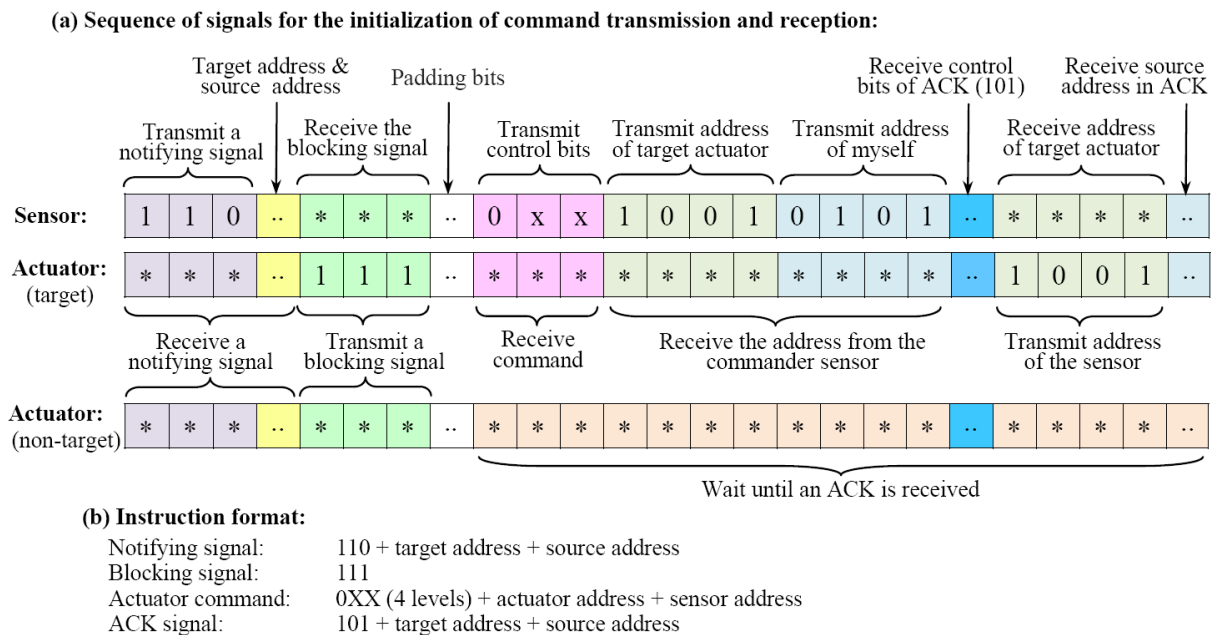 (a) Sequence of signals for the initialization of command transmission and reception:
Target address &
source address
Padding bits
Receive control
bits of ACK (101)
Receive source
address in ACK
Transmit a
notifying signal
Receive the
blocking signal
Transmit
control bits
Transmit address
of target actuator
Transmit address
of myself
Receive address
of target actuator
Sensor: 1 1 0 .. * * * .. 0 x x 1 0 0 1 0 1 0 1 .. * * * * ..
Actuator: * * * .. 1 1 1 .. * * * * * * * * * * * .. 1 0 0 1 ..
(target)
Receive a
notifying signal
Transmit a
blocking signal
Receive
command
Receive the address from the
commander sensor
Transmit address
of the sensor
Actuator: * * * .. * * * .. * * * * * * * * * * * .. * * * * ..
(non-target)
Wait until an ACK is received
(b) Instruction format:
Notifying signal: 110 + target address + source address
Blocking signal: 111
Actuator command: 0XX (4 levels) + actuator address + sensor address
ACK signal: 101 + target address + source address